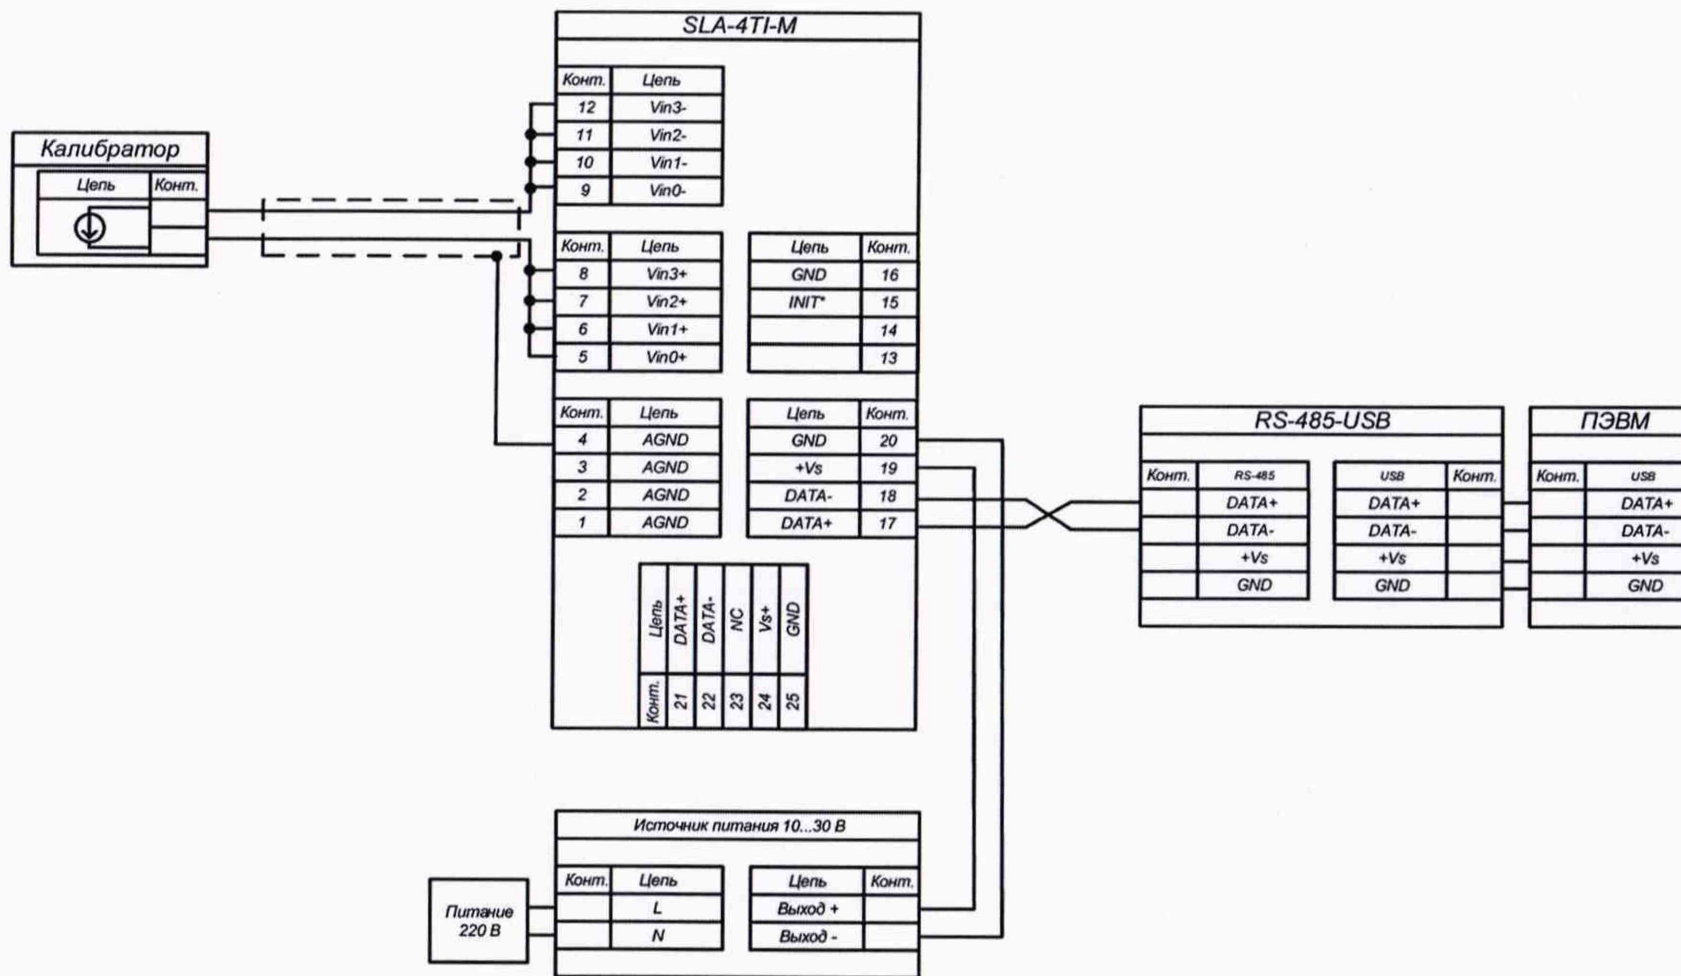 SLA-4TI-M
Конт. Цепь
12 Vin3-
11 Vin2-
10 Vin1-
9 Vin0-
Калибратор
Цепь Конт.
Конт. Цепь
8 Vin3+
7 Vin2+
6 Vin1+
5 Vin0+
Цепь Конт.
GND 16
INIT* 15
14
13
Конт. Цепь
4 AGND
3 AGND
2 AGND
1 AGND
Цепь Конт.
GND 20
+Vs 19
DATA- 18
DATA+ 17
RS-485-USB
Конт. RS-485
DATA+
DATA-
+Vs
GND
USB Конт.
DATA+
DATA-
+Vs
GND
ПЭВМ
Конт. USB
DATA+
DATA-
+Vs
GND
Конт. Цепь
21 DATA+
22 DATA-
23 NC
24 Vs+
25 GND
Источник питания 10...30 В
Конт. Цепь
L
N
Цепь Конт.
Выход +
Выход -
Питание
220 В